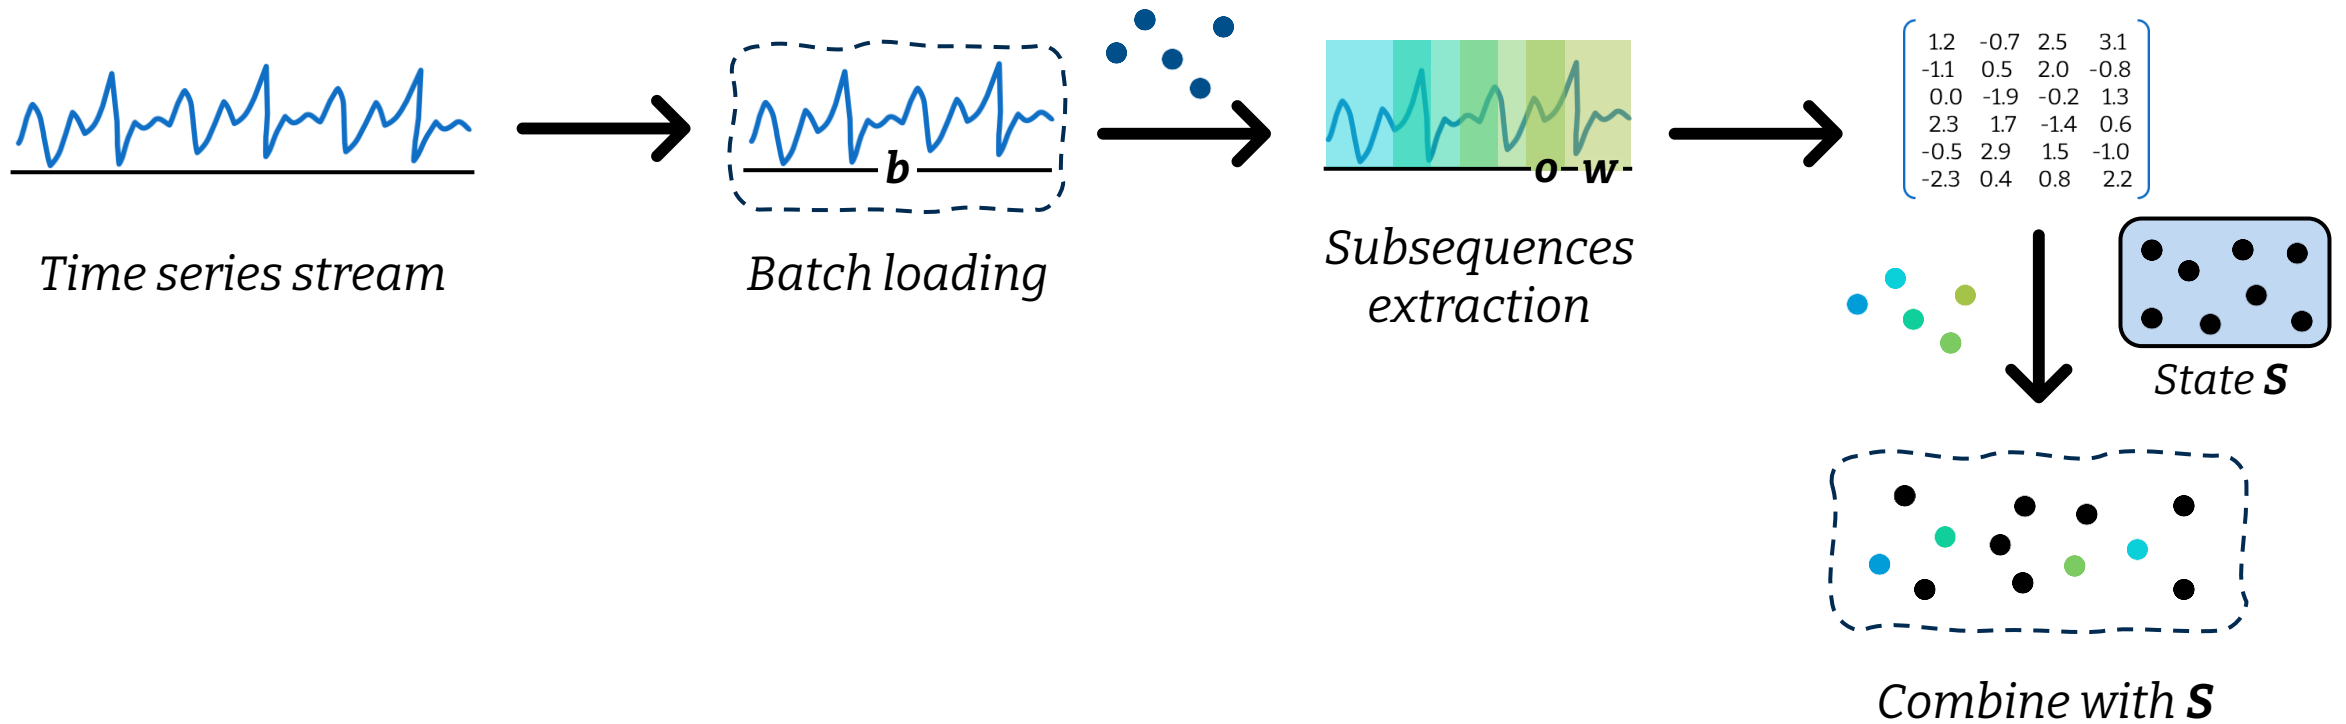 b
o w
1.2 -0.7 2.5 3.1
-1.1 0.5 2.0 -0.8
0.0 -1.9 -0.2 1.3
2.3 1.7 -1.4 0.6
-0.5 2.9 1.5 -1.0
-2.3 0.4 0.8 2.2
Time series stream
Batch loading
Subsequences
extraction
State S
Combine with S